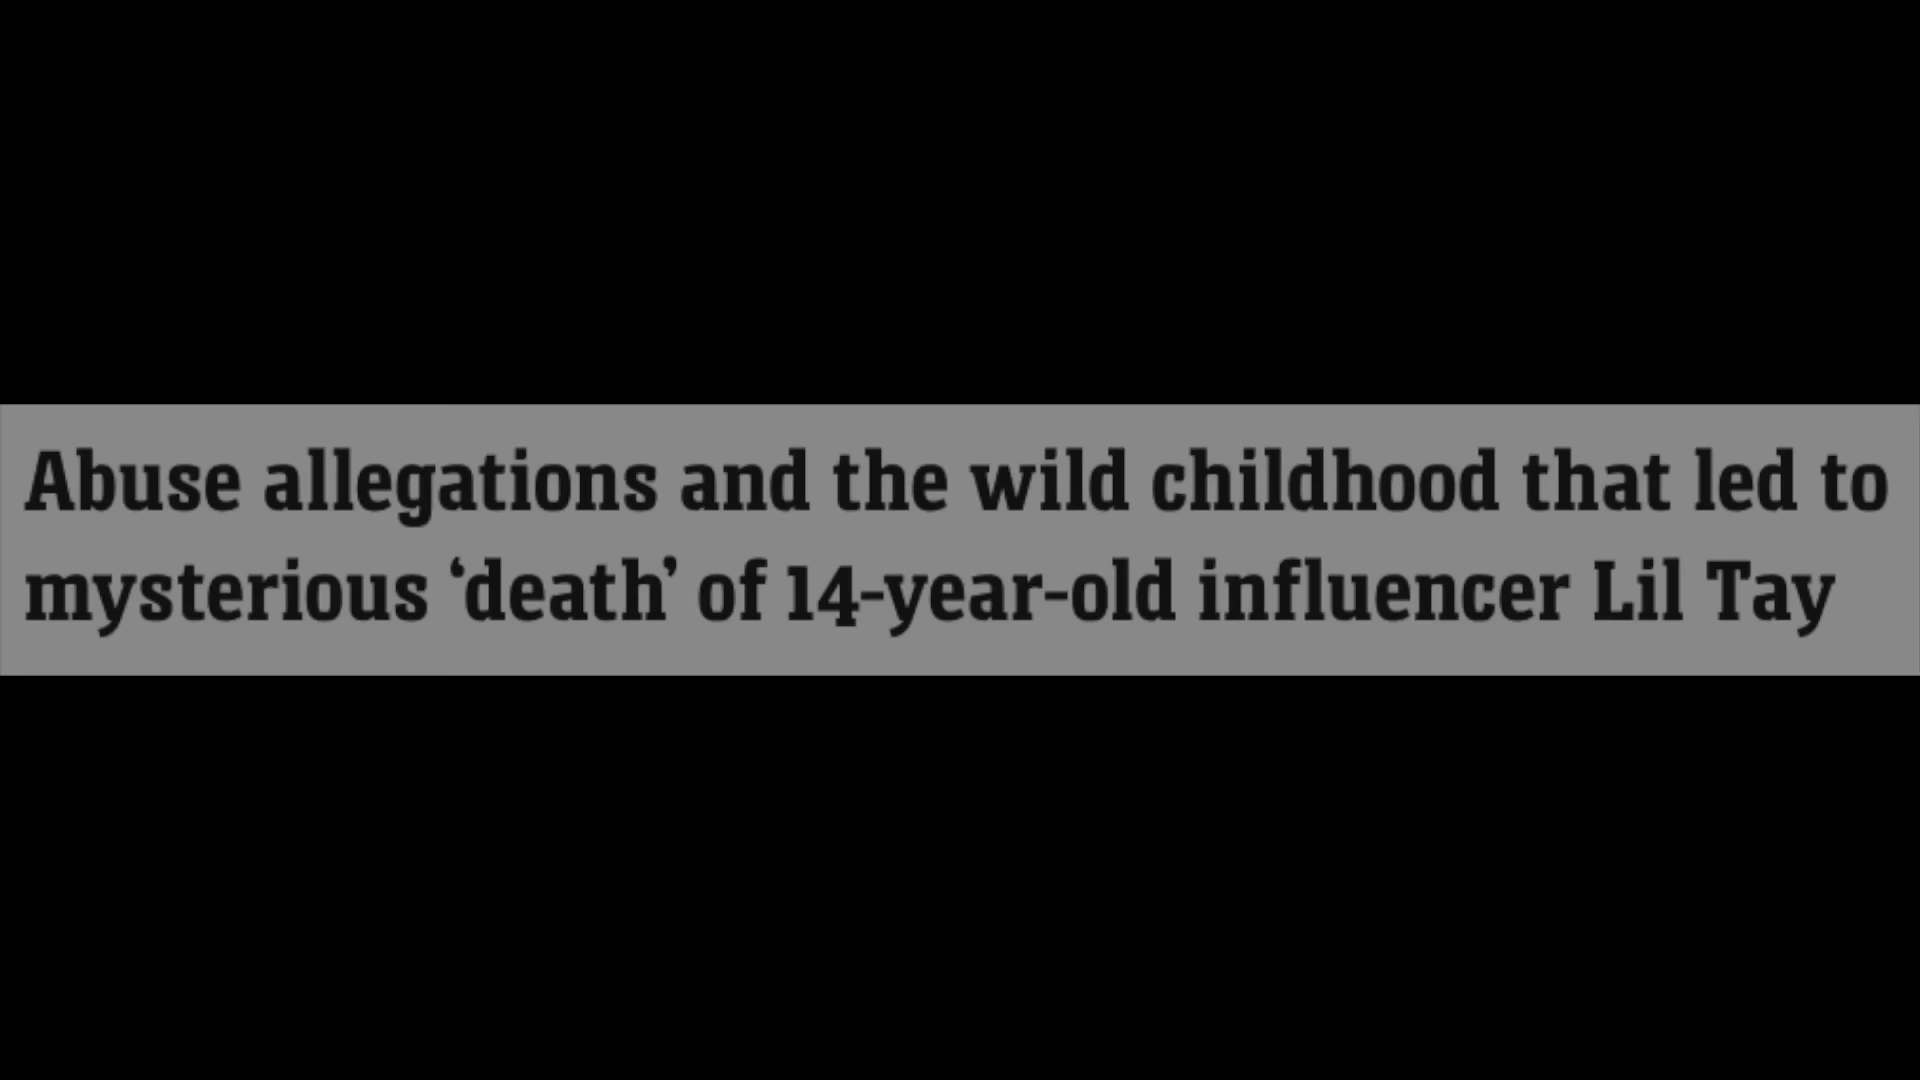 Abuse allegations and the wild childhood that led to
mysterious ‘death’ of 14-year-old influencer Lil Tay